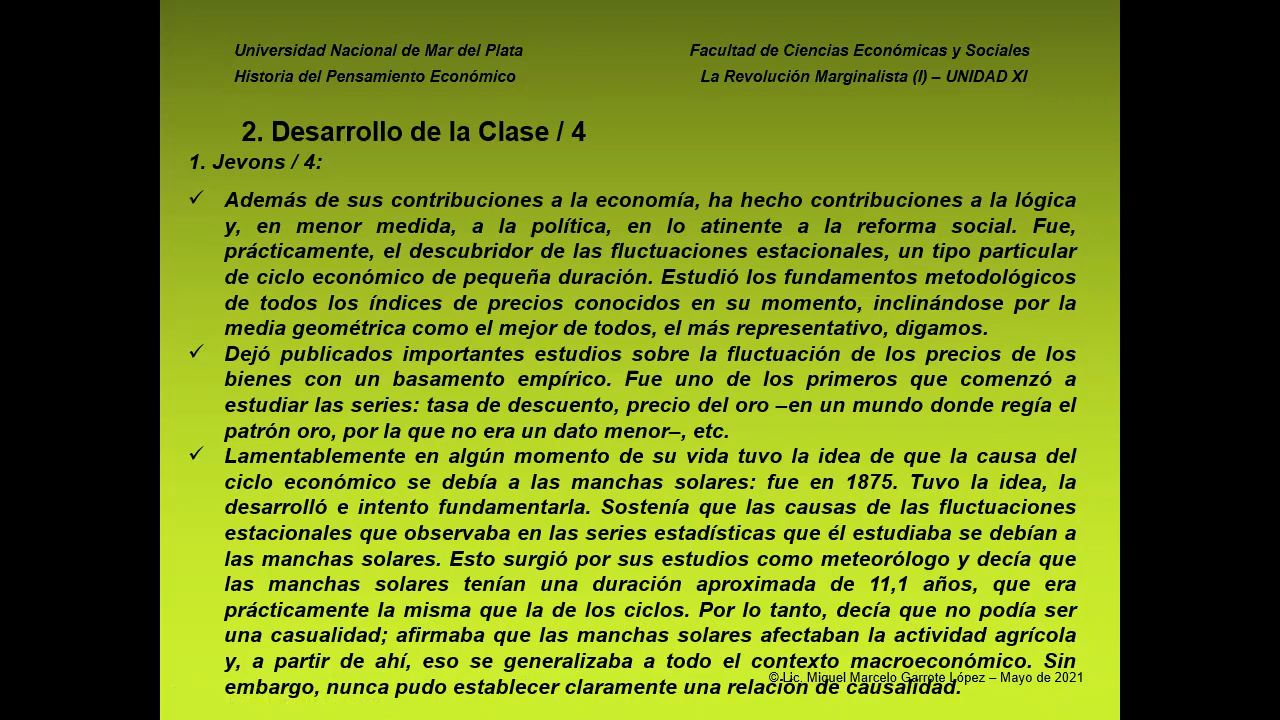 Universidad Nacional de Mar del Plata
Facultad de Ciencias Económicas y Sociales
Historia del Pensamiento Económico
La Revolución Marginalista (I) – UNIDAD XI
2. Desarrollo de la Clase / 4
1. Jevons / 4:
✓ Además de sus contribuciones a la economía, ha hecho contribuciones a la lógica
y, en menor medida, a la política, en lo atinente a la reforma social. Fue,
prácticamente, el descubridor de las fluctuaciones estacionales, un tipo particular
de ciclo económico de pequeña duración. Estudió los fundamentos metodológicos
de todos los índices de precios conocidos en su momento, inclinándose por la
media geométrica como el mejor de todos, el más representativo, digamos.
✓ Dejó publicados importantes estudios sobre la fluctuación de los precios de los
bienes con un basamento empírico. Fue uno de los primeros que comenzó a
estudiar las series: tasa de descuento, precio del oro –en un mundo donde regía el
patrón oro, por la que no era un dato menor–, etc.
✓ Lamentablemente en algún momento de su vida tuvo la idea de que la causa del
ciclo económico se debía a las manchas solares: fue en 1875. Tuvo la idea, la
desarrolló e intento fundamentarla. Sostenía que las causas de las fluctuaciones
estacionales que observaba en las series estadísticas que él estudiaba se debían a
las manchas solares. Esto surgió por sus estudios como meteorólogo y decía que
las manchas solares tenían una duración aproximada de 11,1 años, que era
prácticamente la misma que la de los ciclos. Por lo tanto, decía que no podía ser
una casualidad; afirmaba que las manchas solares afectaban la actividad agrícola
y, a partir de ahí, eso se generalizaba a todo el contexto macroeconómico. Sin
embargo, nunca pudo establecer claramente una relación de causalidad.
© Lic. Miguel Marcelo Garrote López – Mayo de 2021